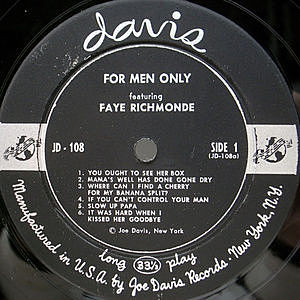 davis
FOR MEN ONLY
featuring
FAYE RICHMONDE
JD - 108
SIDE 1
(JD-108a)
1. YOU OUGHT TO SEE HER BOX
2. MAMA'S WELL HAS DONE GONE DRY
3. WHERE CAN I FIND A CHERRY
FOR MY BANANA SPLIT?
4. IF YOU CAN'T CONTROL YOUR MAN
5. SLOW UP PAPA
6. IT WAS HARD WHEN I
KISSED HER GOODBYE
© Joe Davis, New York
long 33⅓ play
Manufactured in U.S.A. by Joe Davis Records · New York, N.Y.